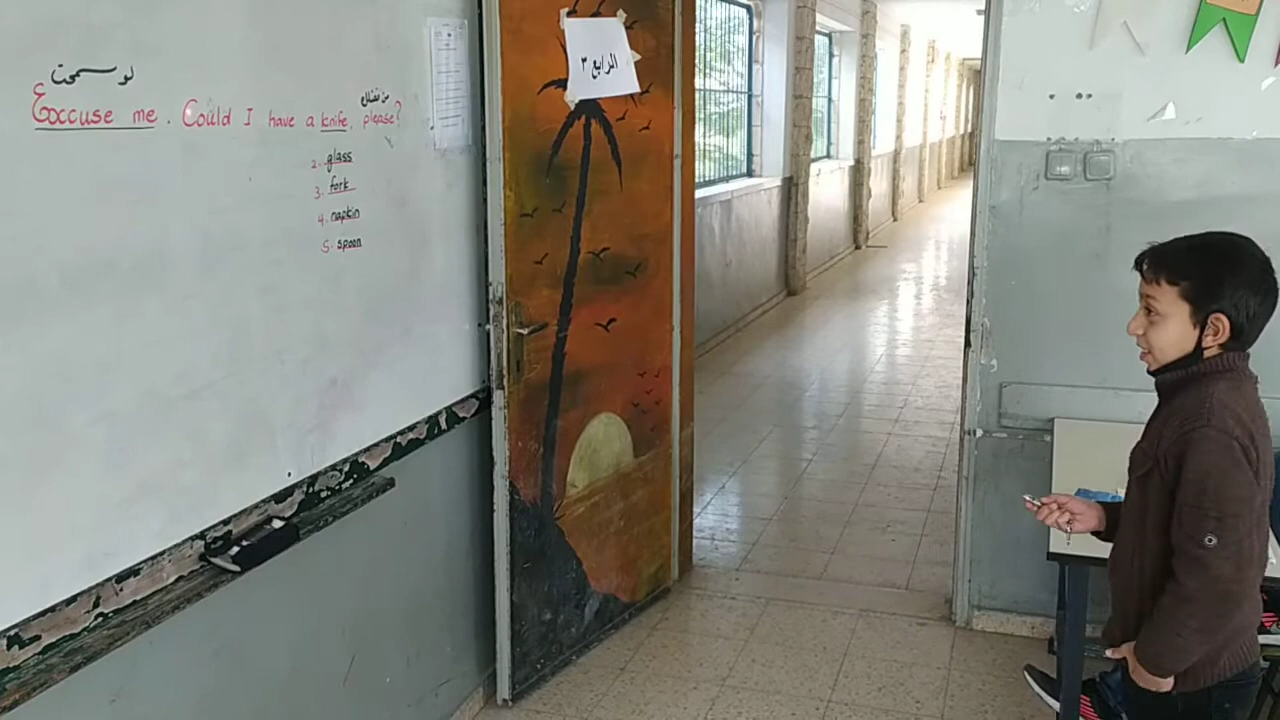 لو سمحت
من فضلك
Excuse me. Could I have a knife, please?
2. glass
3. fork
4. napkin
5. spoon
الرابع ٣